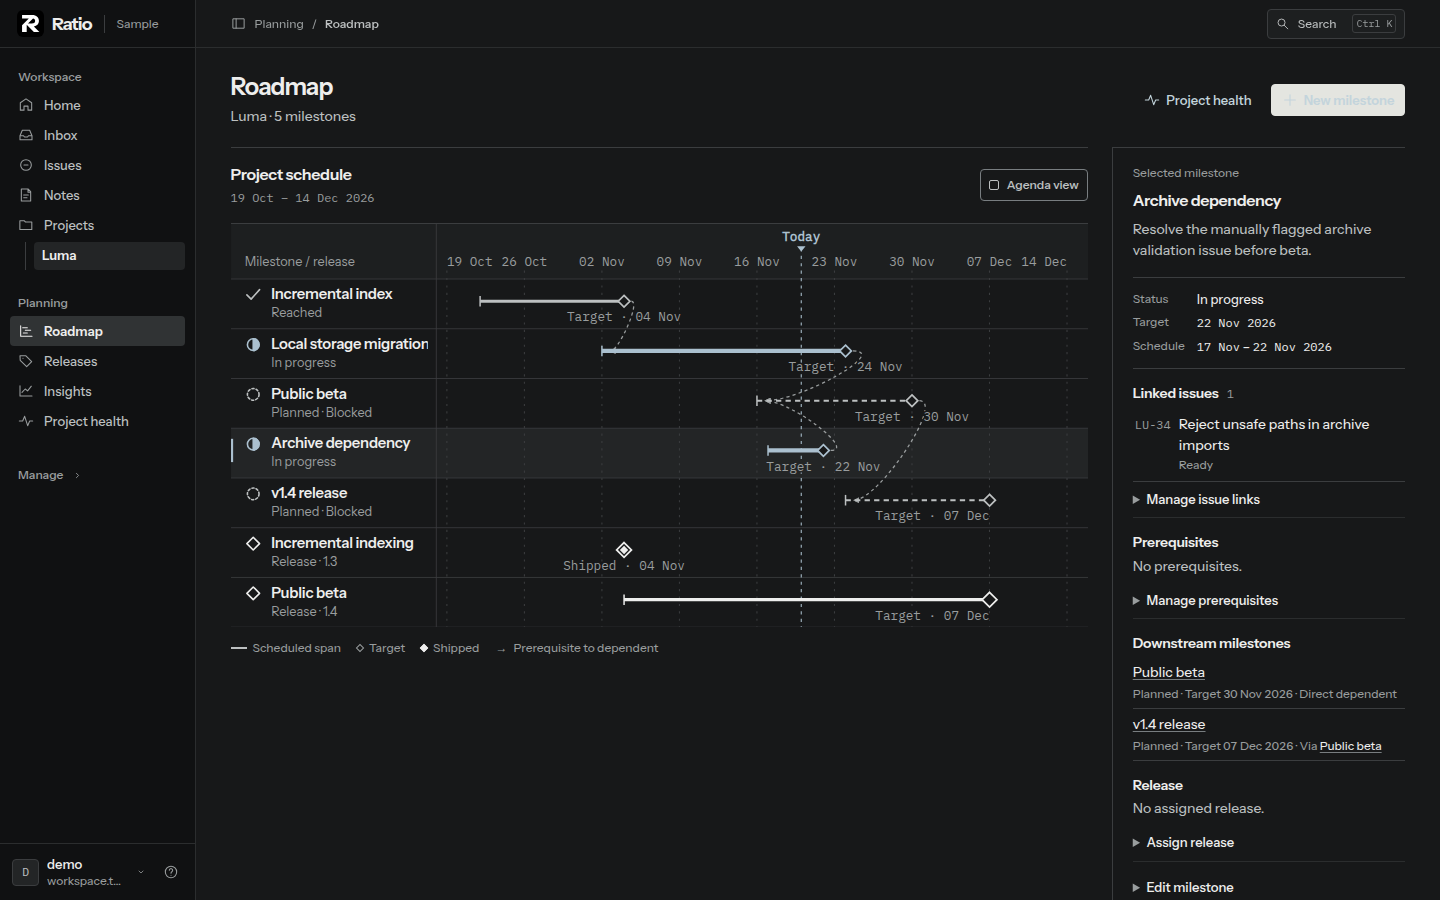 Ratio
Sample
Planning / Roadmap
Search
Ctrl K
Workspace
Home
Inbox
Issues
Notes
Projects
Luma
Planning
Roadmap
Releases
Insights
Project health
Manage
D
demo
workspace.t...
Roadmap
Luma · 5 milestones
Project health
New milestone
Project schedule
19 Oct – 14 Dec 2026
Agenda view
Today
Milestone / release
19 Oct 26 Oct 02 Nov 09 Nov 16 Nov 23 Nov 30 Nov 07 Dec 14 Dec
Incremental index
Reached
Target · 04 Nov
Local storage migration
In progress
Target · 24 Nov
Public beta
Planned · Blocked
Target · 30 Nov
Archive dependency
In progress
Target · 22 Nov
v1.4 release
Planned · Blocked
Target · 07 Dec
Incremental indexing
Release · 1.3
Shipped · 04 Nov
Public beta
Release · 1.4
Target · 07 Dec
Scheduled span
Target
Shipped
→ Prerequisite to dependent
Selected milestone
Archive dependency
Resolve the manually flagged archive
validation issue before beta.
Status In progress
Target 22 Nov 2026
Schedule 17 Nov – 22 Nov 2026
Linked issues 1
LU-34 Reject unsafe paths in archive
imports
Ready
Manage issue links
Prerequisites
No prerequisites.
Manage prerequisites
Downstream milestones
Public beta
Planned · Target 30 Nov 2026 · Direct dependent
v1.4 release
Planned · Target 07 Dec 2026 · Via Public beta
Release
No assigned release.
Assign release
Edit milestone